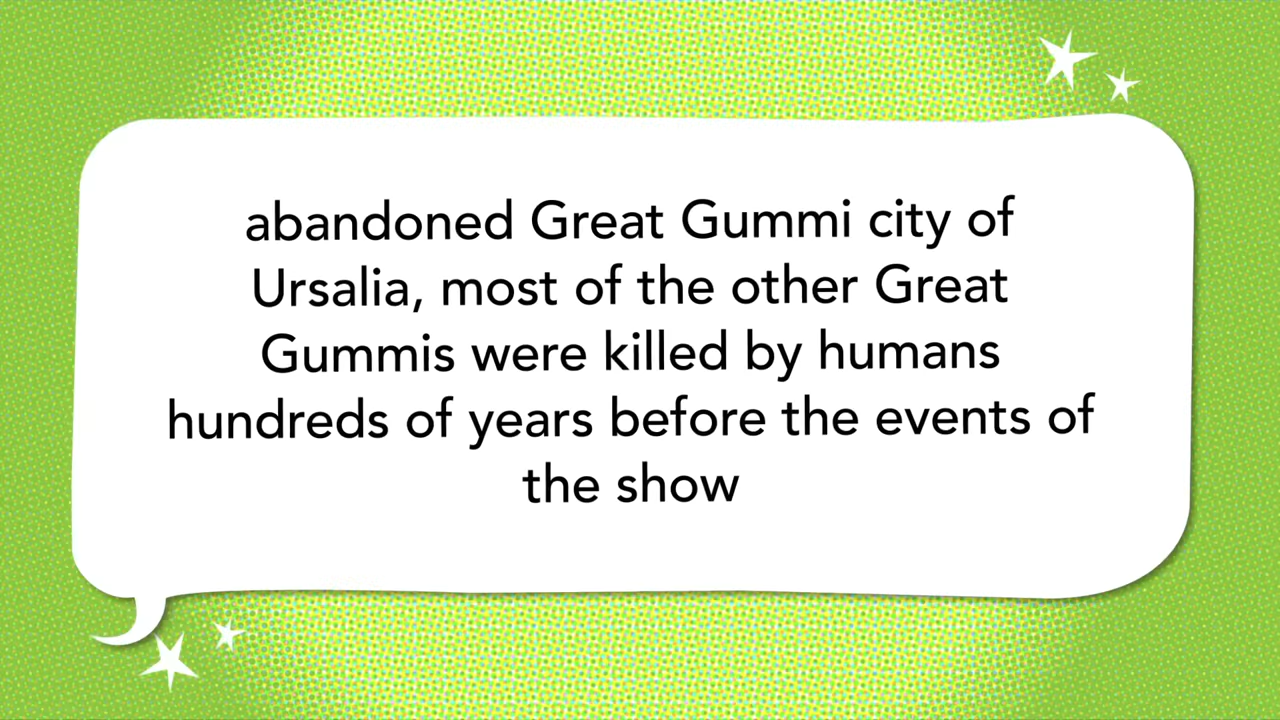 abandoned Great Gummi city of
Ursalia, most of the other Great
Gummis were killed by humans
hundreds of years before the events of
the show